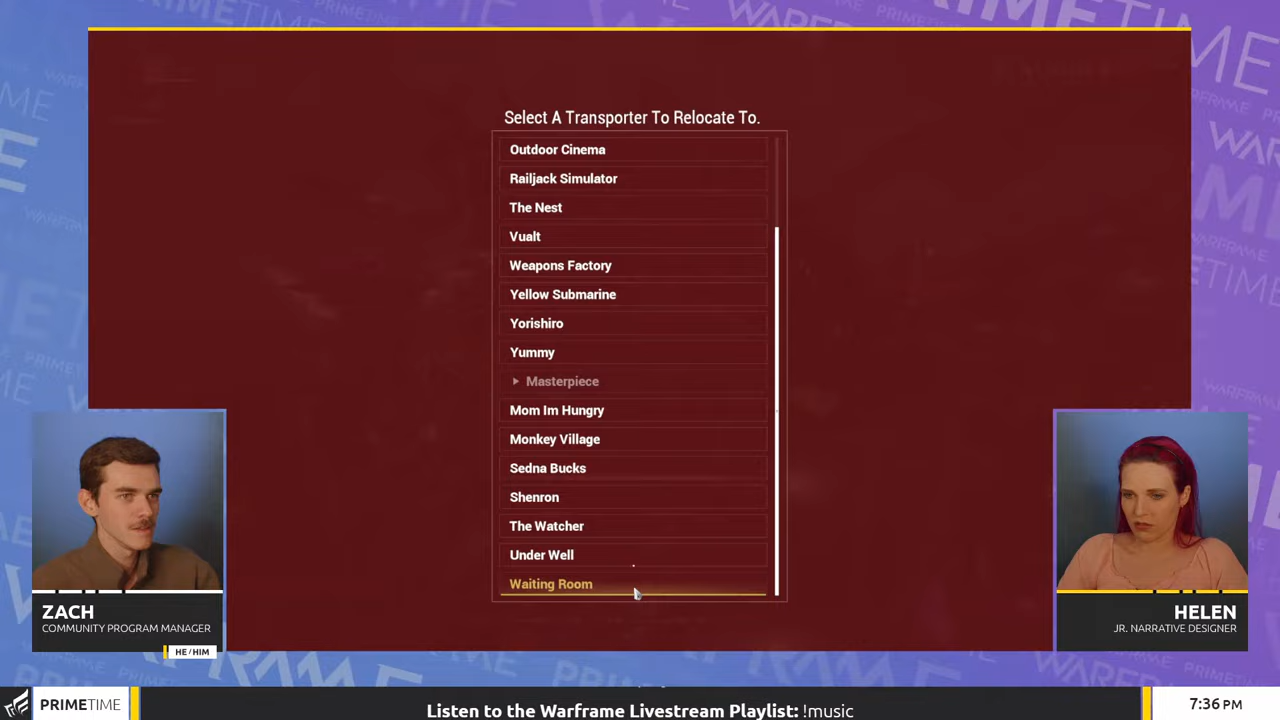 Select A Transporter To Relocate To.
Outdoor Cinema
Railjack Simulator
The Nest
Vualt
Weapons Factory
Yellow Submarine
Yorishiro
Yummy
Masterpiece
Mom Im Hungry
Monkey Village
Sedna Bucks
Shenron
The Watcher
Under Well
Waiting Room
ZACH
COMMUNITY PROGRAM MANAGER
HE/HIM
HELEN
JR. NARRATIVE DESIGNER
PRIMETIME
Listen to the Warframe Livestream Playlist: !music
7:36 PM